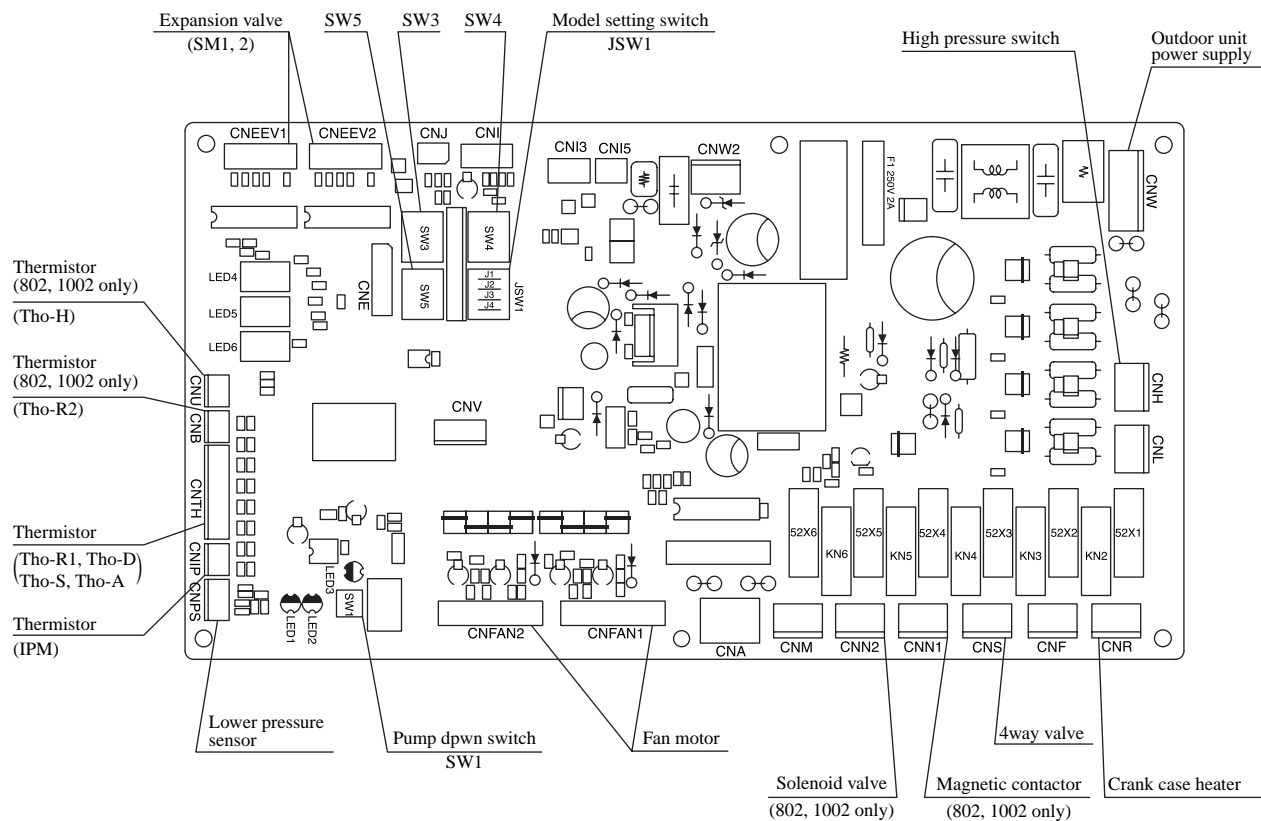 Expansion valve
(SM1, 2)
SW5
SW3
SW4
Model setting switch
JSW1
High pressure switch
Outdoor unit
power supply
CNEEV1
CNEEV2
CNJ
CNI
CNI3
CNI5
CNW2
F1 250V 2A
CNW
SW3
SW4
SW5
J1
J2
J3
J4
JSW1
CNE
LED4
LED5
LED6
Thermistor
(802, 1002 only)
(Tho-H)
Thermistor
(802, 1002 only)
(Tho-R2)
CNU
CNB
CNTH
CNIP
CNPS
CNV
CNH
CNL
Thermistor
(Tho-R1, Tho-D
Tho-S, Tho-A)
Thermistor
(IPM)
LED1
LED2
LED3
SW1
52X6
KN6
52X5
KN5
52X4
KN4
52X3
KN3
52X2
KN2
52X1
CNFAN2
CNFAN1
CNA
CNM
CNN2
CNN1
CNS
CNF
CNR
Lower pressure
sensor
Pump dpwn switch
SW1
Fan motor
4way valve
Solenoid valve
(802, 1002 only)
Magnetic contactor
(802, 1002 only)
Crank case heater